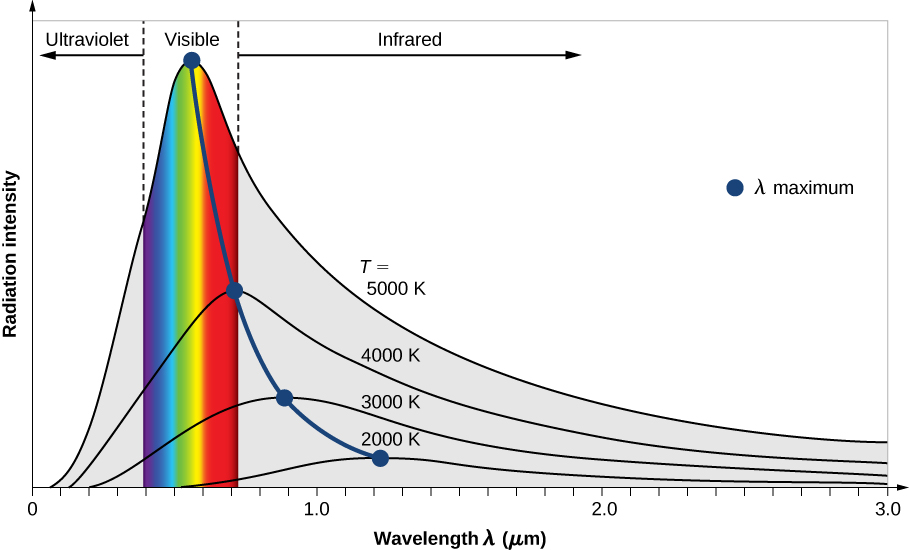 Ultraviolet
Visible
Infrared
λ maximum
T =
5000 K
4000 K
3000 K
2000 K
Radiation intensity
0
1.0
2.0
3.0
Wavelength λ (μm)